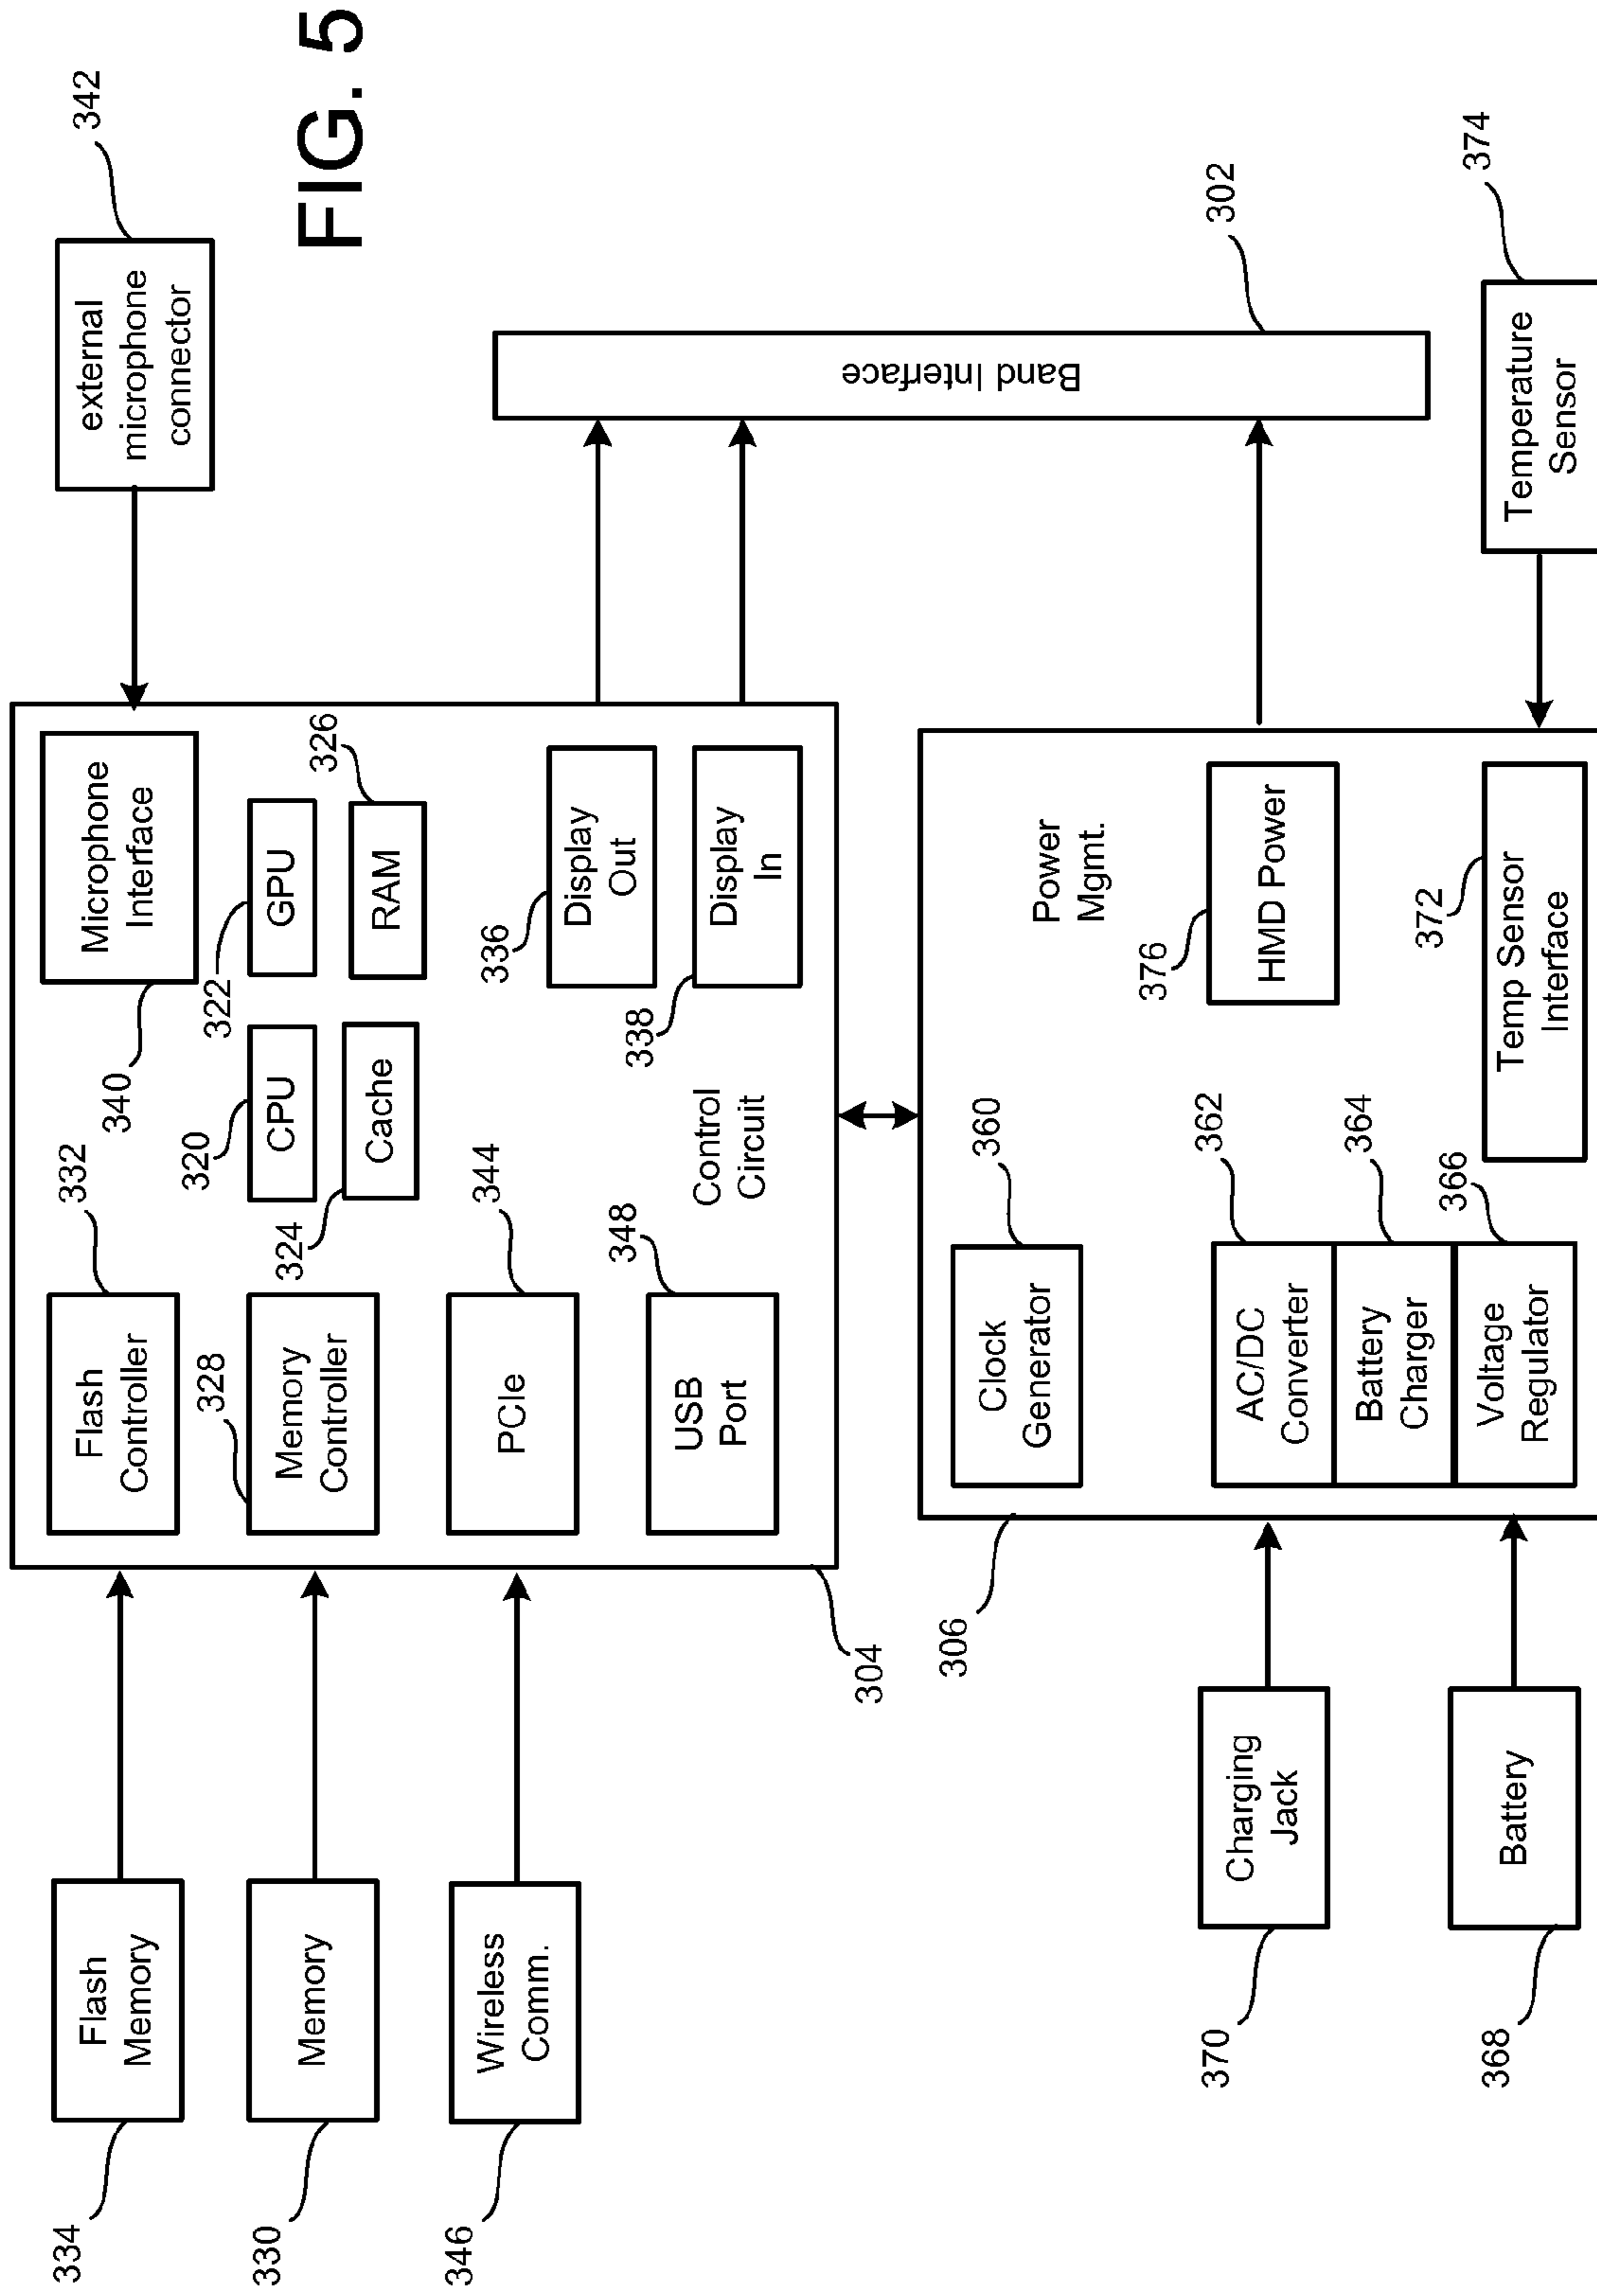 FIG. 5
334
Flash
Memory
330
Memory
346
Wireless
Comm.
304
332
Flash
Controller
328
Memory
Controller
344
PCIe
348
USB
Port
340
Microphone
Interface
320
CPU
322
GPU
324
Cache
326
RAM
336
Display
Out
338
Display
In
Control
Circuit
342
external
microphone
connector
302
Band Interface
306
360
Clock
Generator
362
AC/DC
Converter
364
Battery
Charger
366
Voltage
Regulator
Power
Mgmt.
376
HMD Power
372
Temp Sensor
Interface
370
Charging
Jack
368
Battery
374
Temperature
Sensor